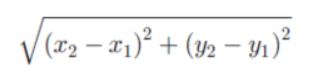 √((x₂ − x₁)² + (y₂ − y₁)²)